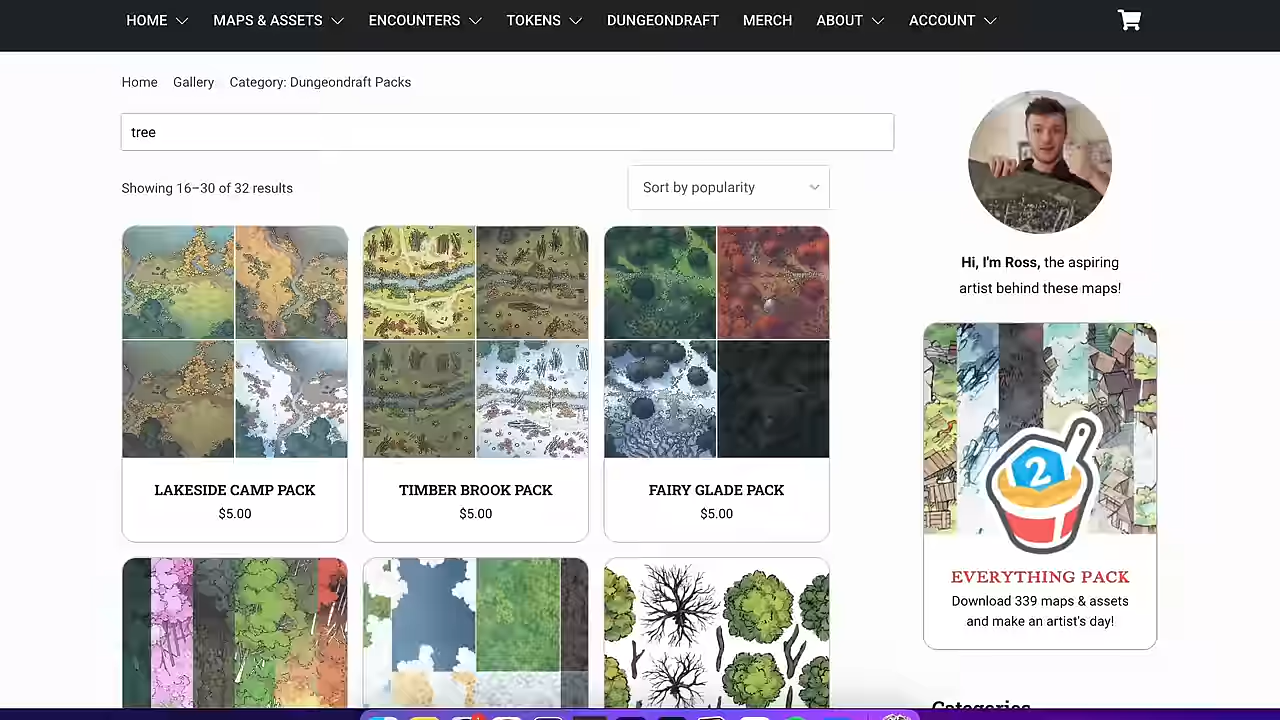 HOME MAPS & ASSETS ENCOUNTERS TOKENS DUNGEONDRAFT MERCH ABOUT ACCOUNT
Home Gallery Category: Dungeondraft Packs
tree
Showing 16–30 of 32 results
Sort by popularity
LAKESIDE CAMP PACK
$5.00
TIMBER BROOK PACK
$5.00
FAIRY GLADE PACK
$5.00
Hi, I'm Ross, the aspiring
artist behind these maps!
2
EVERYTHING PACK
Download 339 maps & assets
and make an artist's day!
Categories